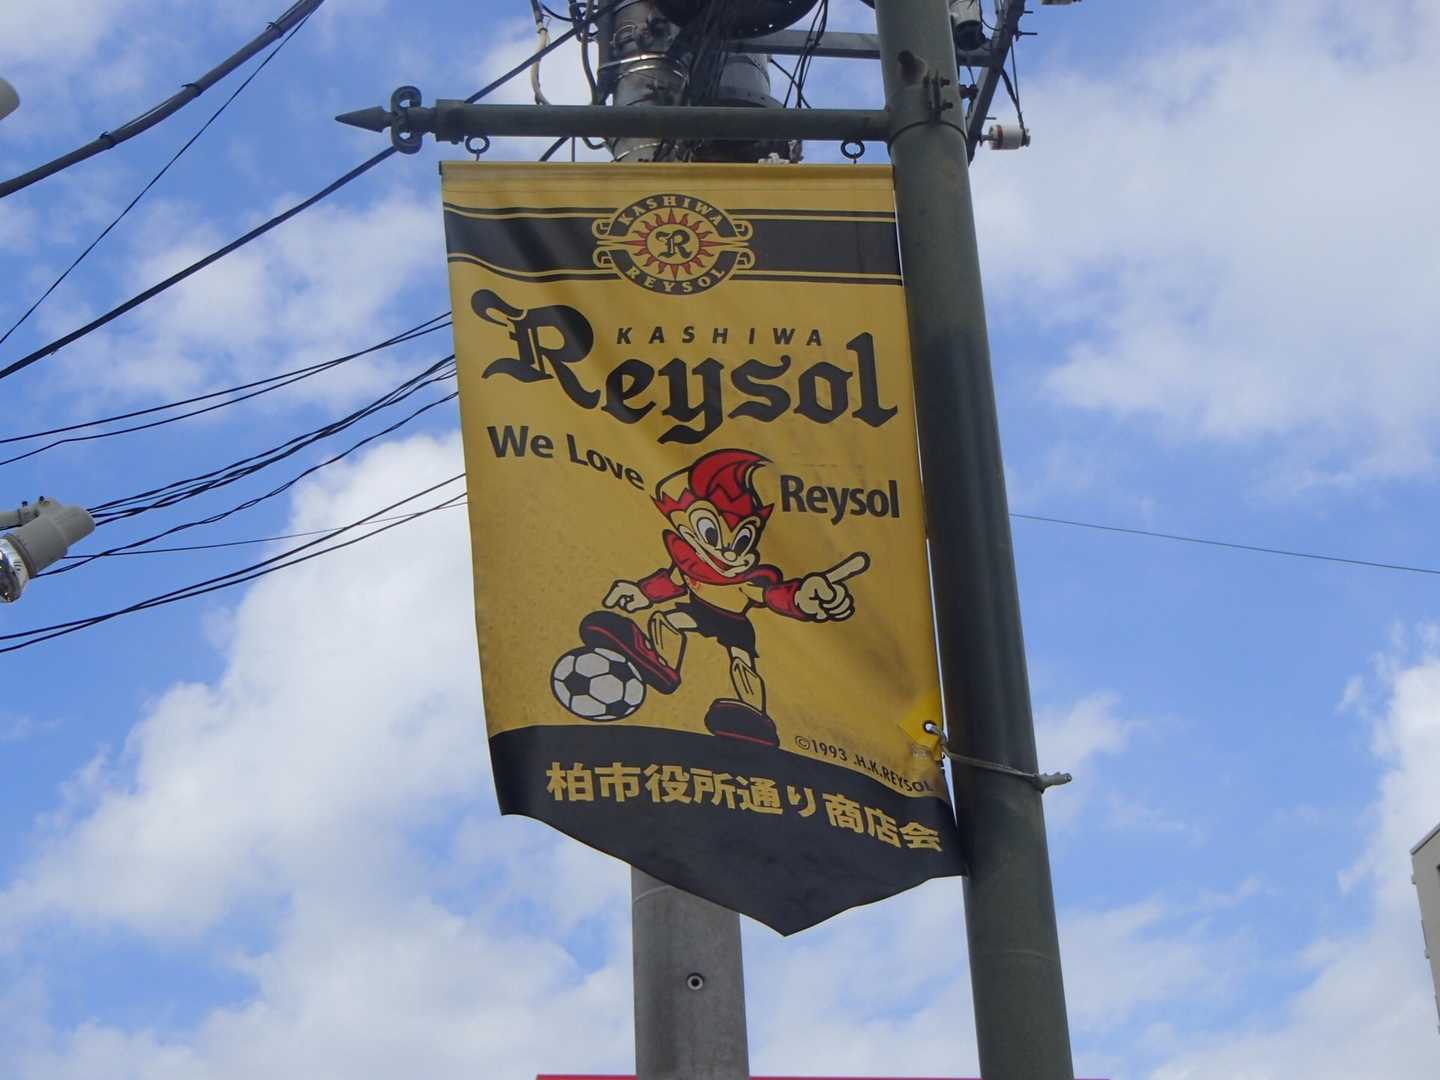 KASHIWA
R
REYSOL
KASHIWA
Reysol
We Love Reysol
©1993 .H.K.REYSOL
柏市役所通り商店会